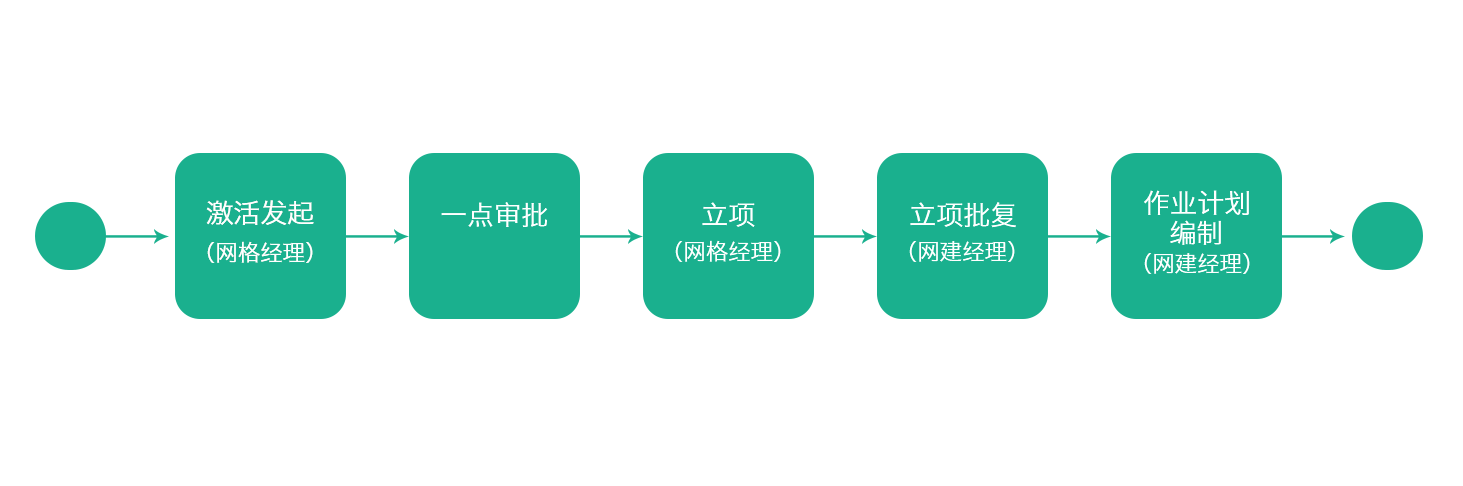 激活发起
（网格经理）
一点审批
立项
（网格经理）
立项批复
（网建经理）
作业计划
编制
（网建经理）